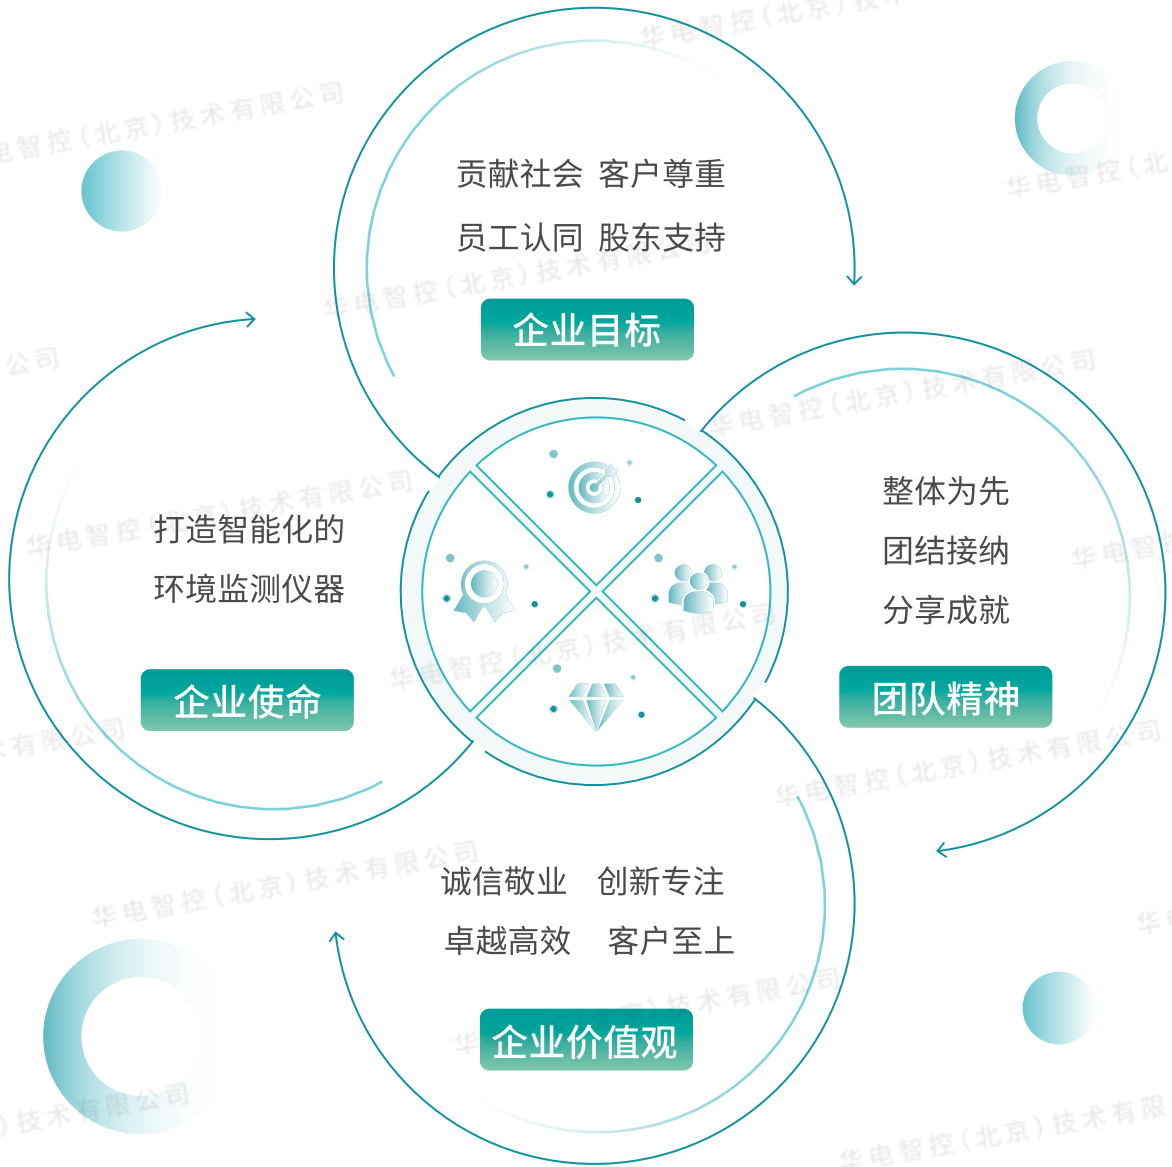 贡献社会 客户尊重
员工认同 股东支持
企业目标
整体为先
团结接纳
分享成就
团队精神
打造智能化的
环境监测仪器
企业使命
诚信敬业 创新专注
卓越高效 客户至上
企业价值观
华电智控(北京)技术有限公司